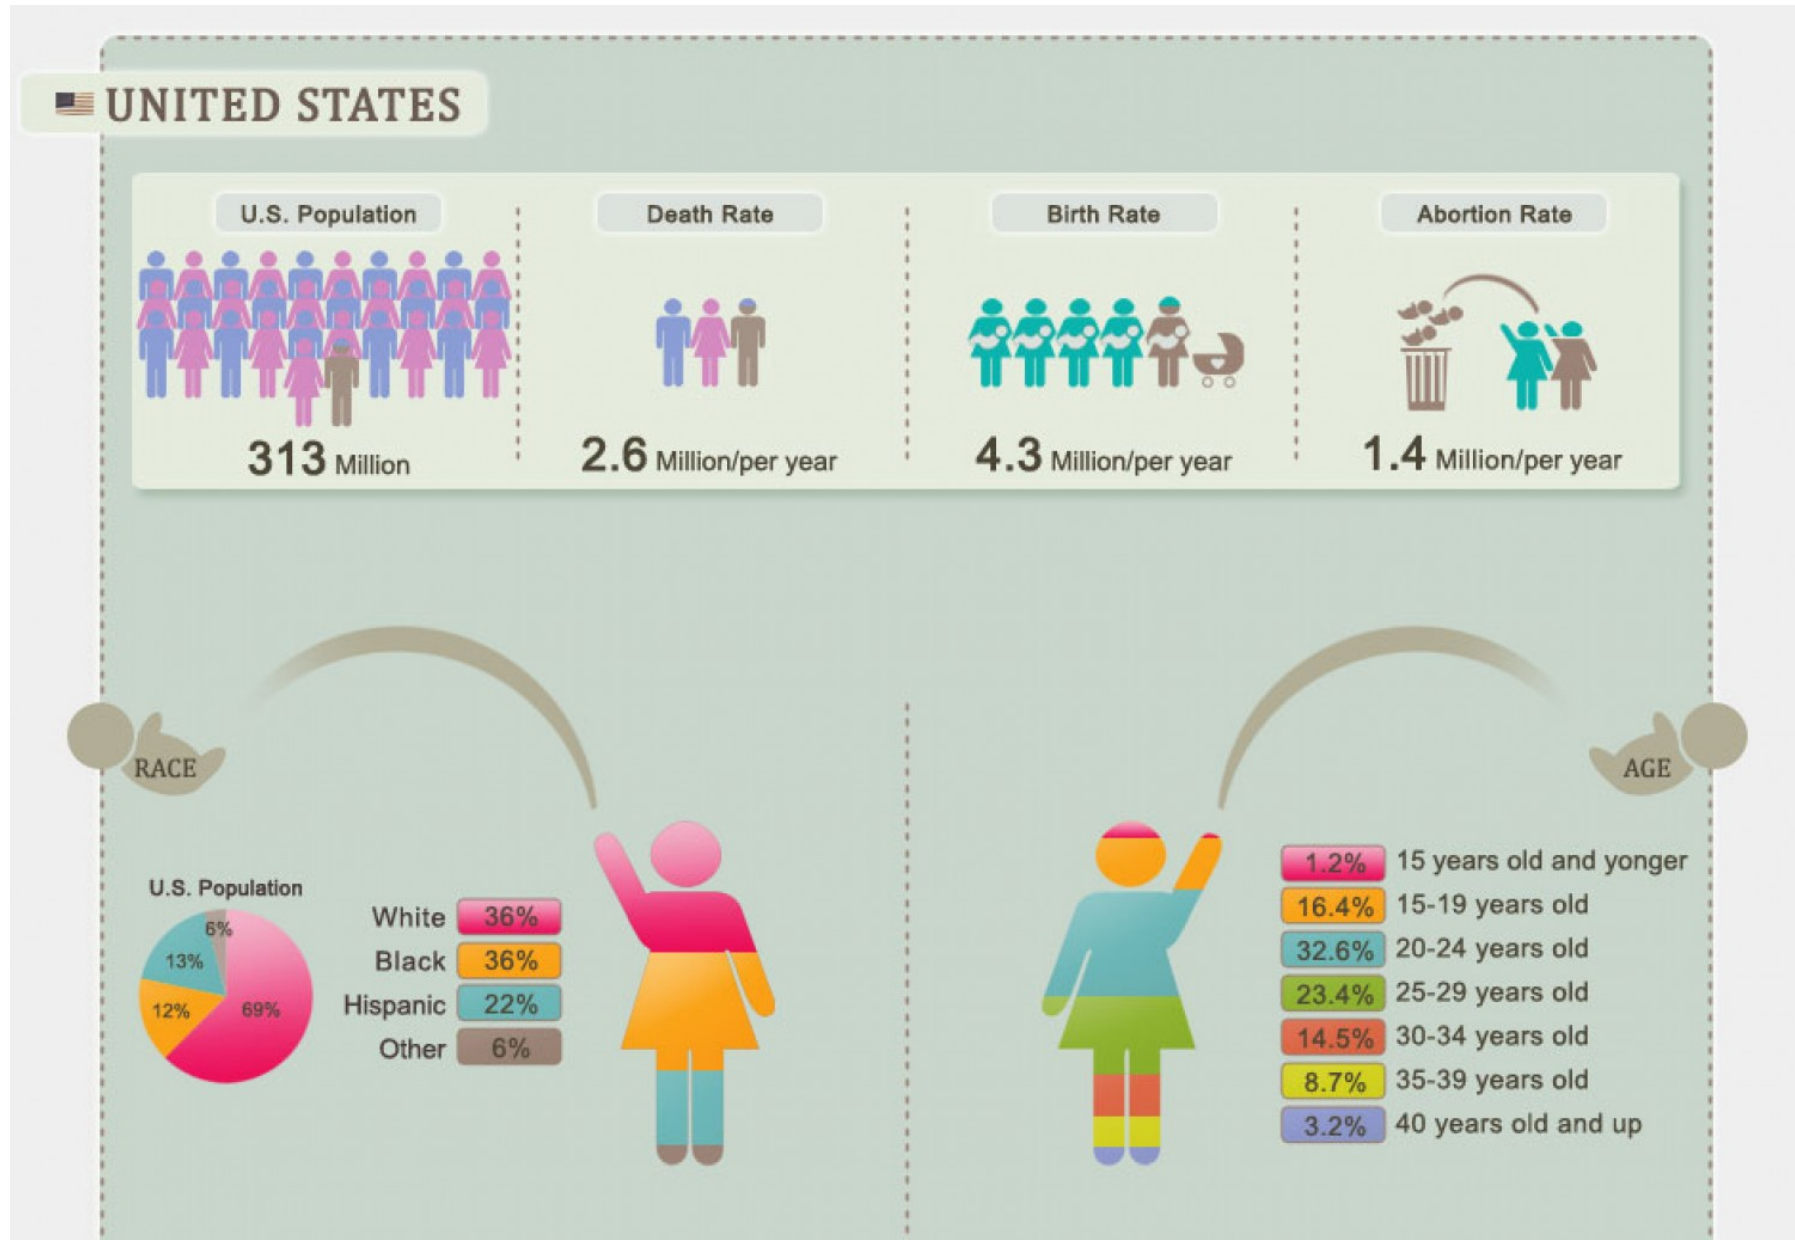 UNITED STATES
U.S. Population
Death Rate
Birth Rate
Abortion Rate
313 Million
2.6 Million/per year
4.3 Million/per year
1.4 Million/per year
RACE
AGE
U.S. Population
6%
13%
12%
69%
White 36%
Black 36%
Hispanic 22%
Other 6%
1.2% 15 years old and yonger
16.4% 15-19 years old
32.6% 20-24 years old
23.4% 25-29 years old
14.5% 30-34 years old
8.7% 35-39 years old
3.2% 40 years old and up